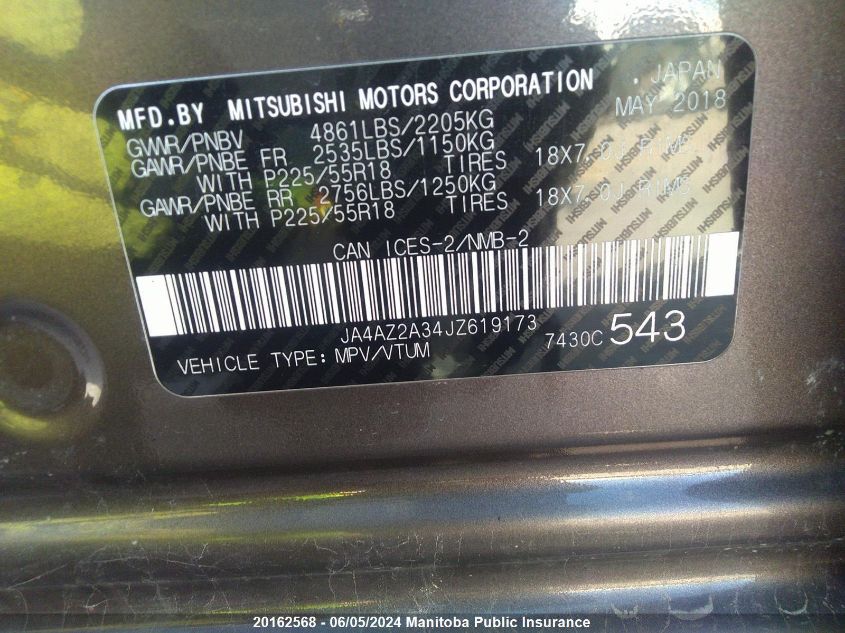 MFD.BY MITSUBISHI MOTORS CORPORATION , JAPAN
GVWR/PNBV 4861LBS/2205KG MAY 2018
GAWR/PNBE FR 2535LBS/1150KG
WITH P225/55R18 TIRES 18X7.0J RIMS
GAWR/PNBE RR 2756LBS/1250KG
WITH P225/55R18 TIRES 18X7.0J RIMS
CAN ICES-2/NMB-2
JA4AZ2A34JZ619173
VEHICLE TYPE: MPV/VTUM 7430C 543
20162568 - 06/05/2024 Manitoba Public Insurance